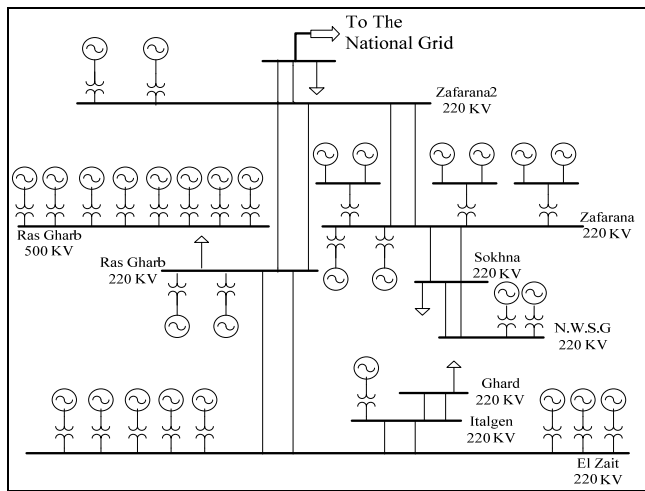 To The
National Grid
Zafarana2
220 KV
Ras Gharb
500 KV
Zafarana
220 KV
Ras Gharb
220 KV
Sokhna
220 KV
N.W.S.G
220 KV
Ghard
220 KV
Italgen
220 KV
El Zait
220 KV